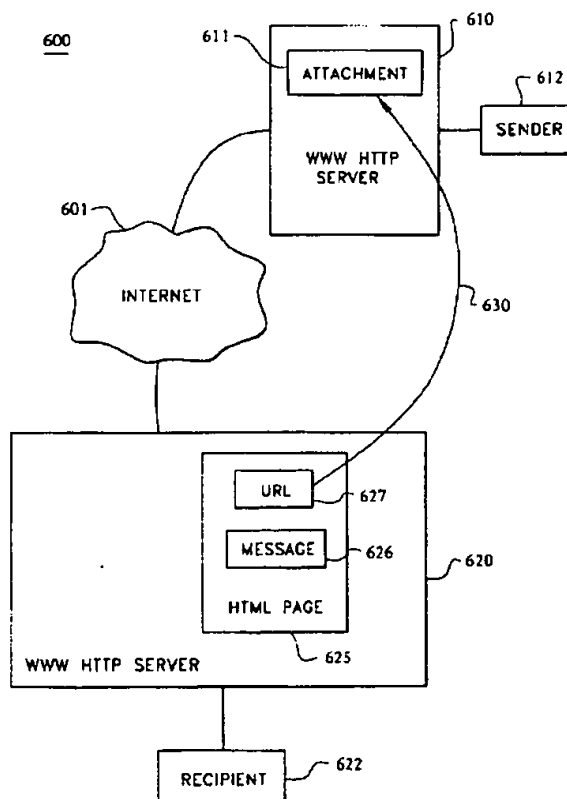 600
610
611
ATTACHMENT
612
SENDER
WWW HTTP
SERVER
601
INTERNET
630
URL
627
MESSAGE
626
620
HTML PAGE
625
WWW HTTP SERVER
RECIPIENT
622